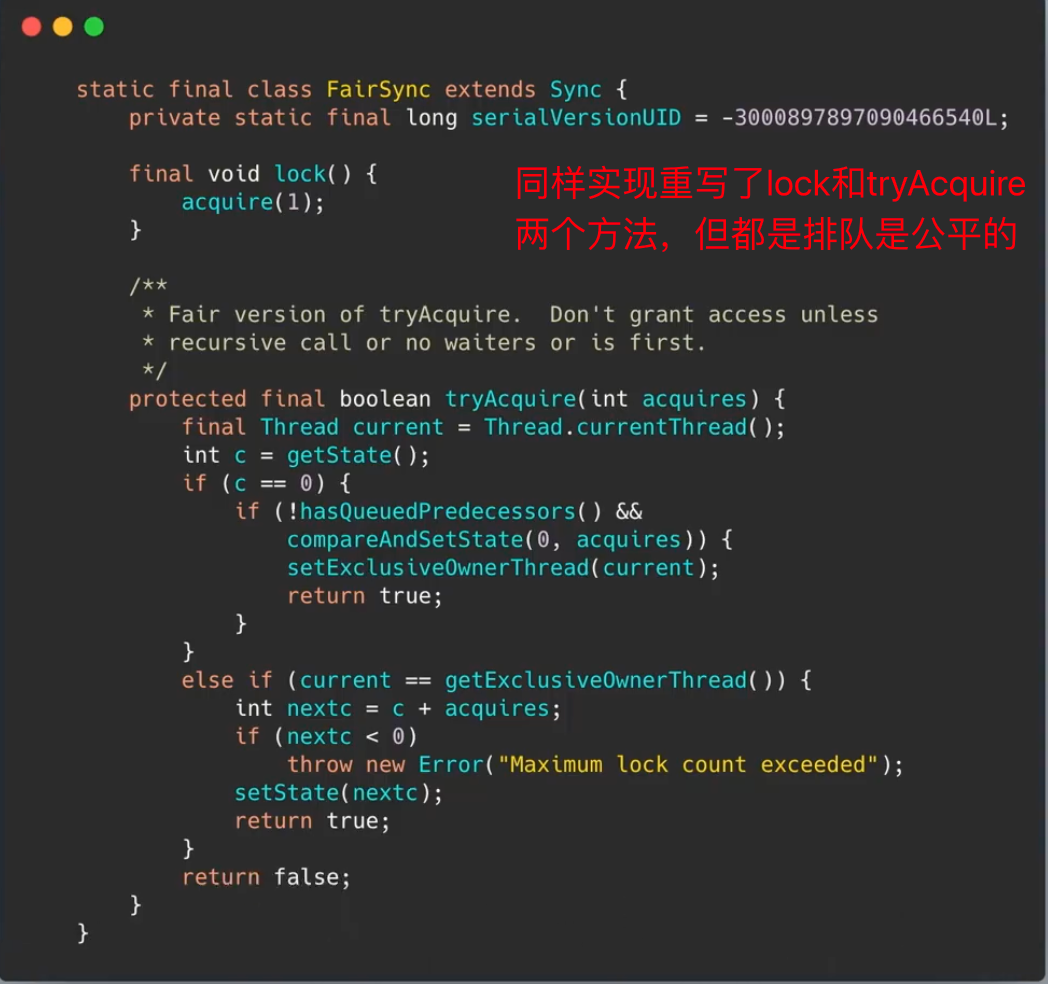 static final class FairSync extends Sync {
private static final long serialVersionUID = -3000897897090466540L;
final void lock() {
同样实现重写了lock和tryAcquire
acquire(1);
}
两个方法，但都是排队是公平的
/**
* Fair version of tryAcquire.  Don't grant access unless
* recursive call or no waiters or is first.
*/
protected final boolean tryAcquire(int acquires) {
final Thread current = Thread.currentThread();
int c = getState();
if (c == 0) {
if (!hasQueuedPredecessors() &&
compareAndSetState(0, acquires)) {
setExclusiveOwnerThread(current);
return true;
}
}
else if (current == getExclusiveOwnerThread()) {
int nextc = c + acquires;
if (nextc < 0)
throw new Error("Maximum lock count exceeded");
setState(nextc);
return true;
}
return false;
}
}